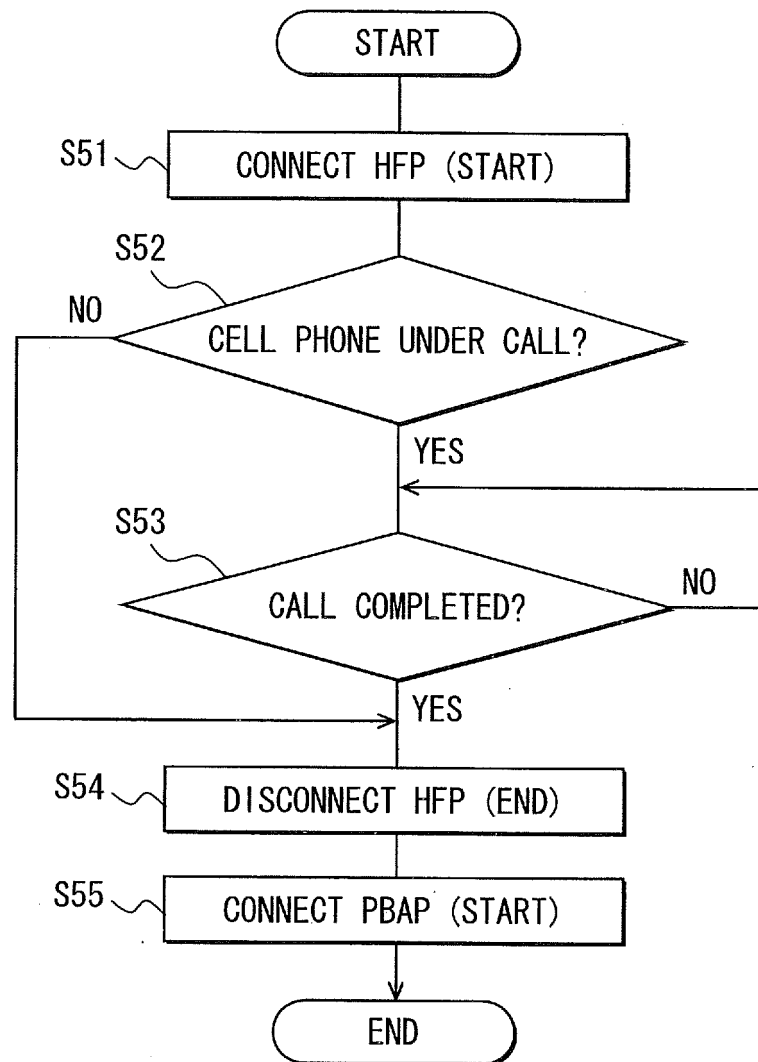 START
S51
CONNECT HFP (START)
S52
NO
CELL PHONE UNDER CALL?
YES
S53
CALL COMPLETED?
NO
YES
S54
DISCONNECT HFP (END)
S55
CONNECT PBAP (START)
END